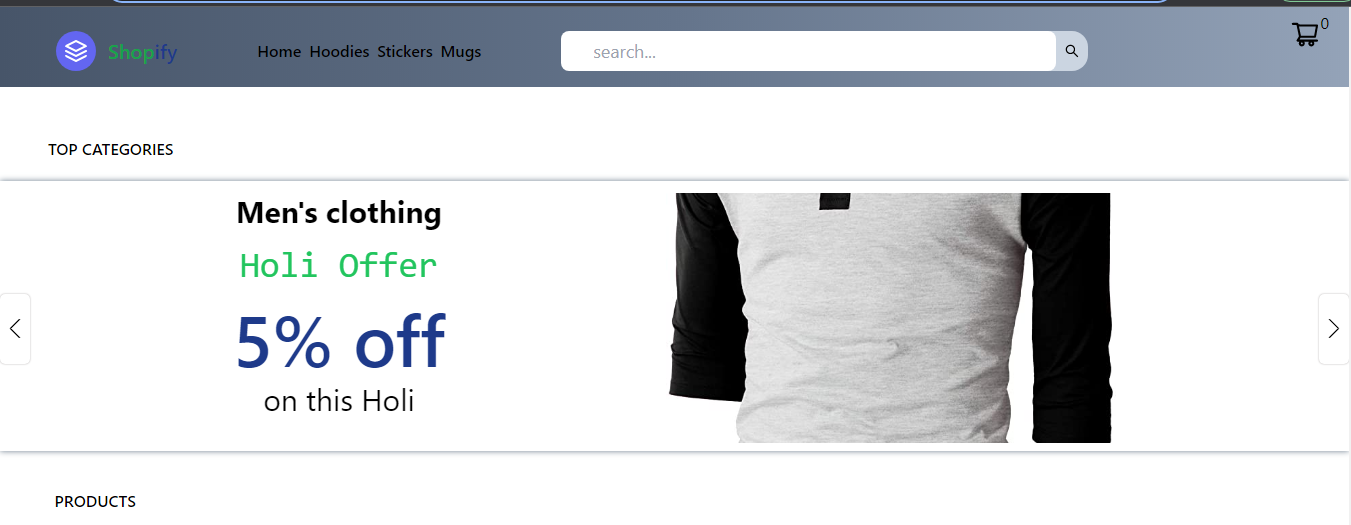 Shopify Home Hoodies Stickers Mugs search... 0
TOP CATEGORIES
Men's clothing
Holi Offer
5% off
on this Holi
PRODUCTS